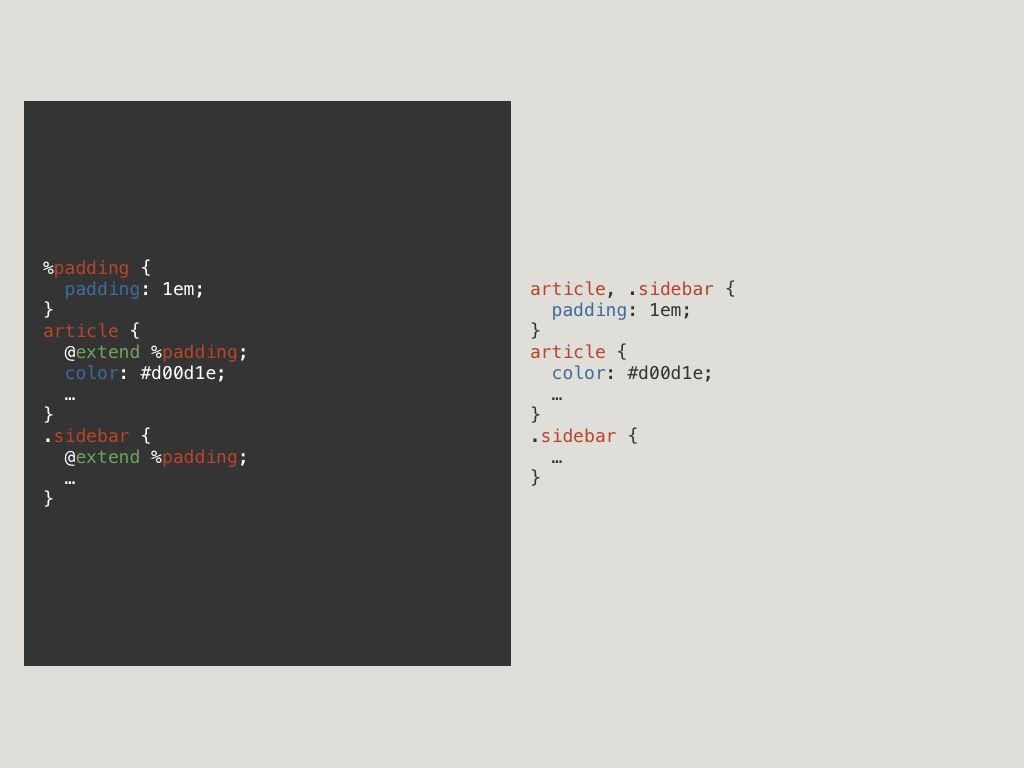 %padding {
  padding: 1em;
}
article {
  @extend %padding;
  color: #d00d1e;
  …
}
.sidebar {
  @extend %padding;
  …
}
article, .sidebar {
  padding: 1em;
}
article {
  color: #d00d1e;
  …
}
.sidebar {
  …
}